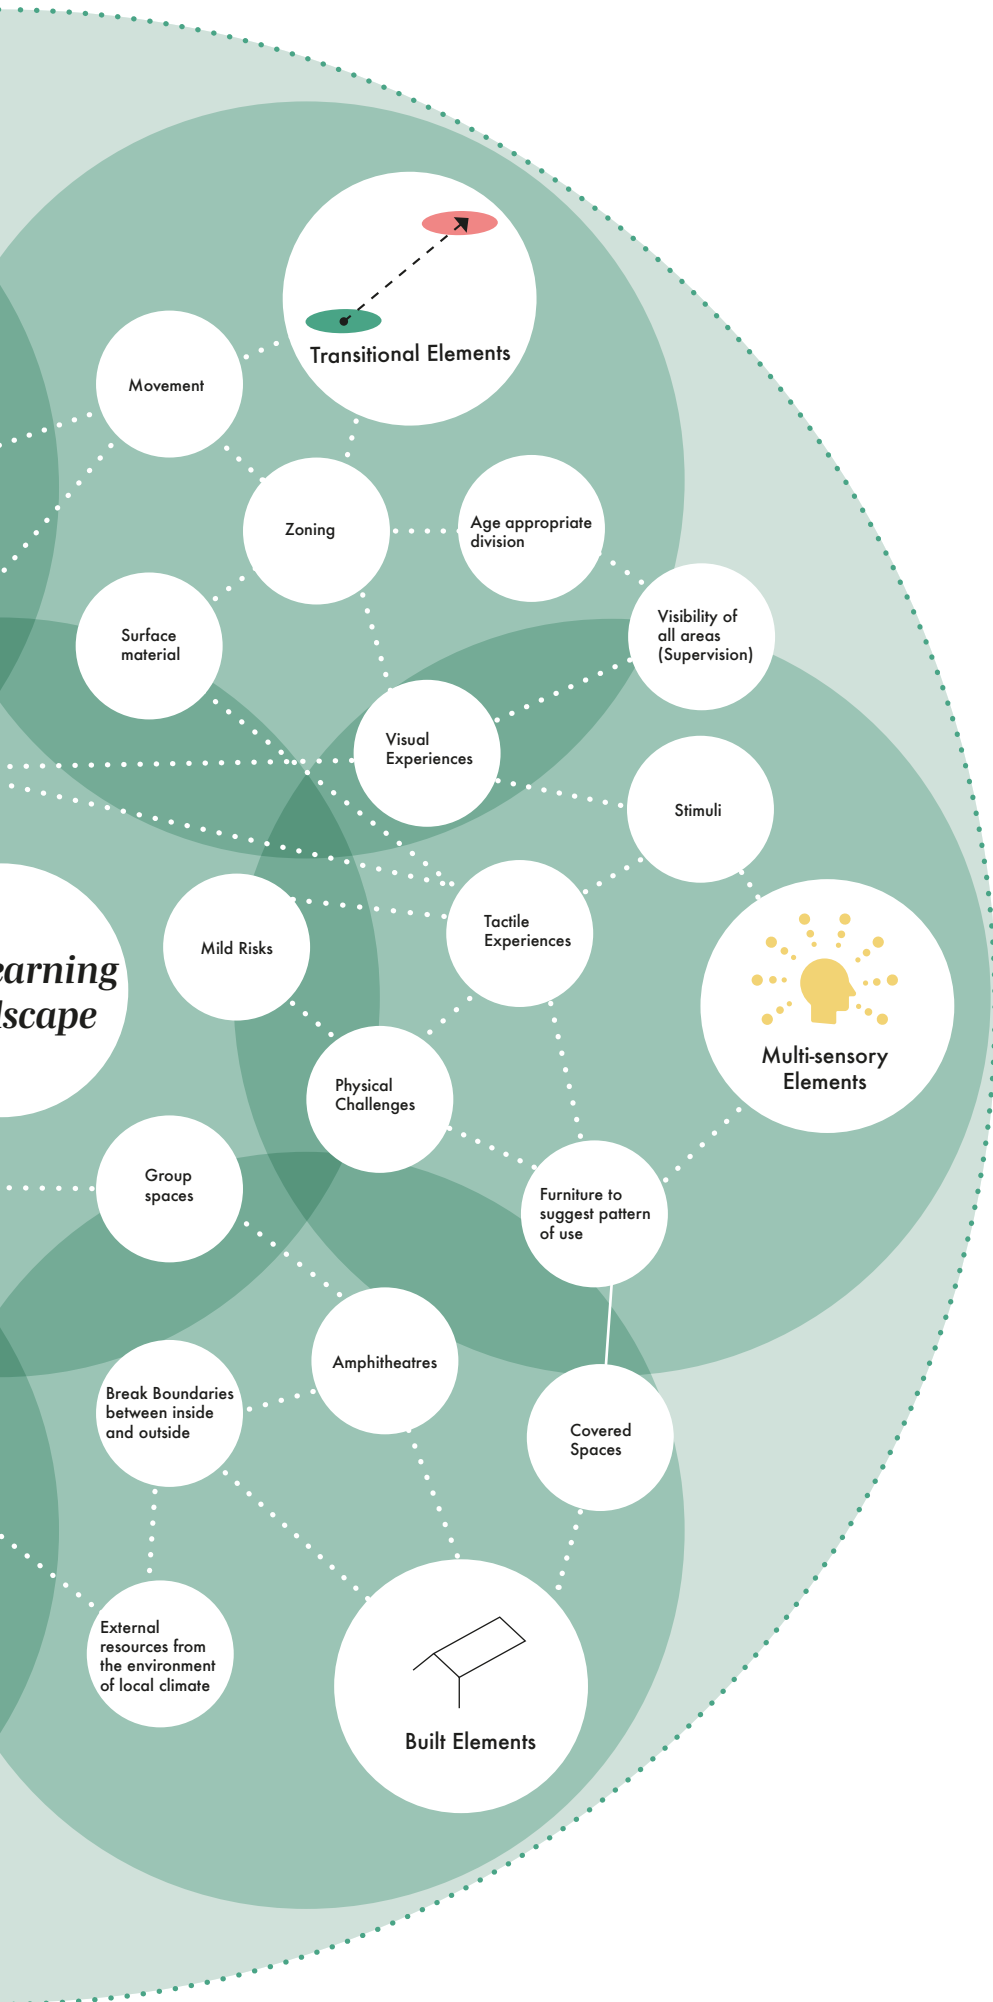 Transitional Elements
Movement
Zoning
Age appropriate
division
Visibility of
all areas
(Supervision)
Surface
material
Visual
Experiences
Stimuli
Tactile
Experiences
Mild Risks
earning
lscape
Multi-sensory
Elements
Physical
Challenges
Group
spaces
Furniture to
suggest pattern
of use
Amphitheatres
Break Boundaries
between inside
and outside
Covered
Spaces
External
resources from
the environment
of local climate
Built Elements